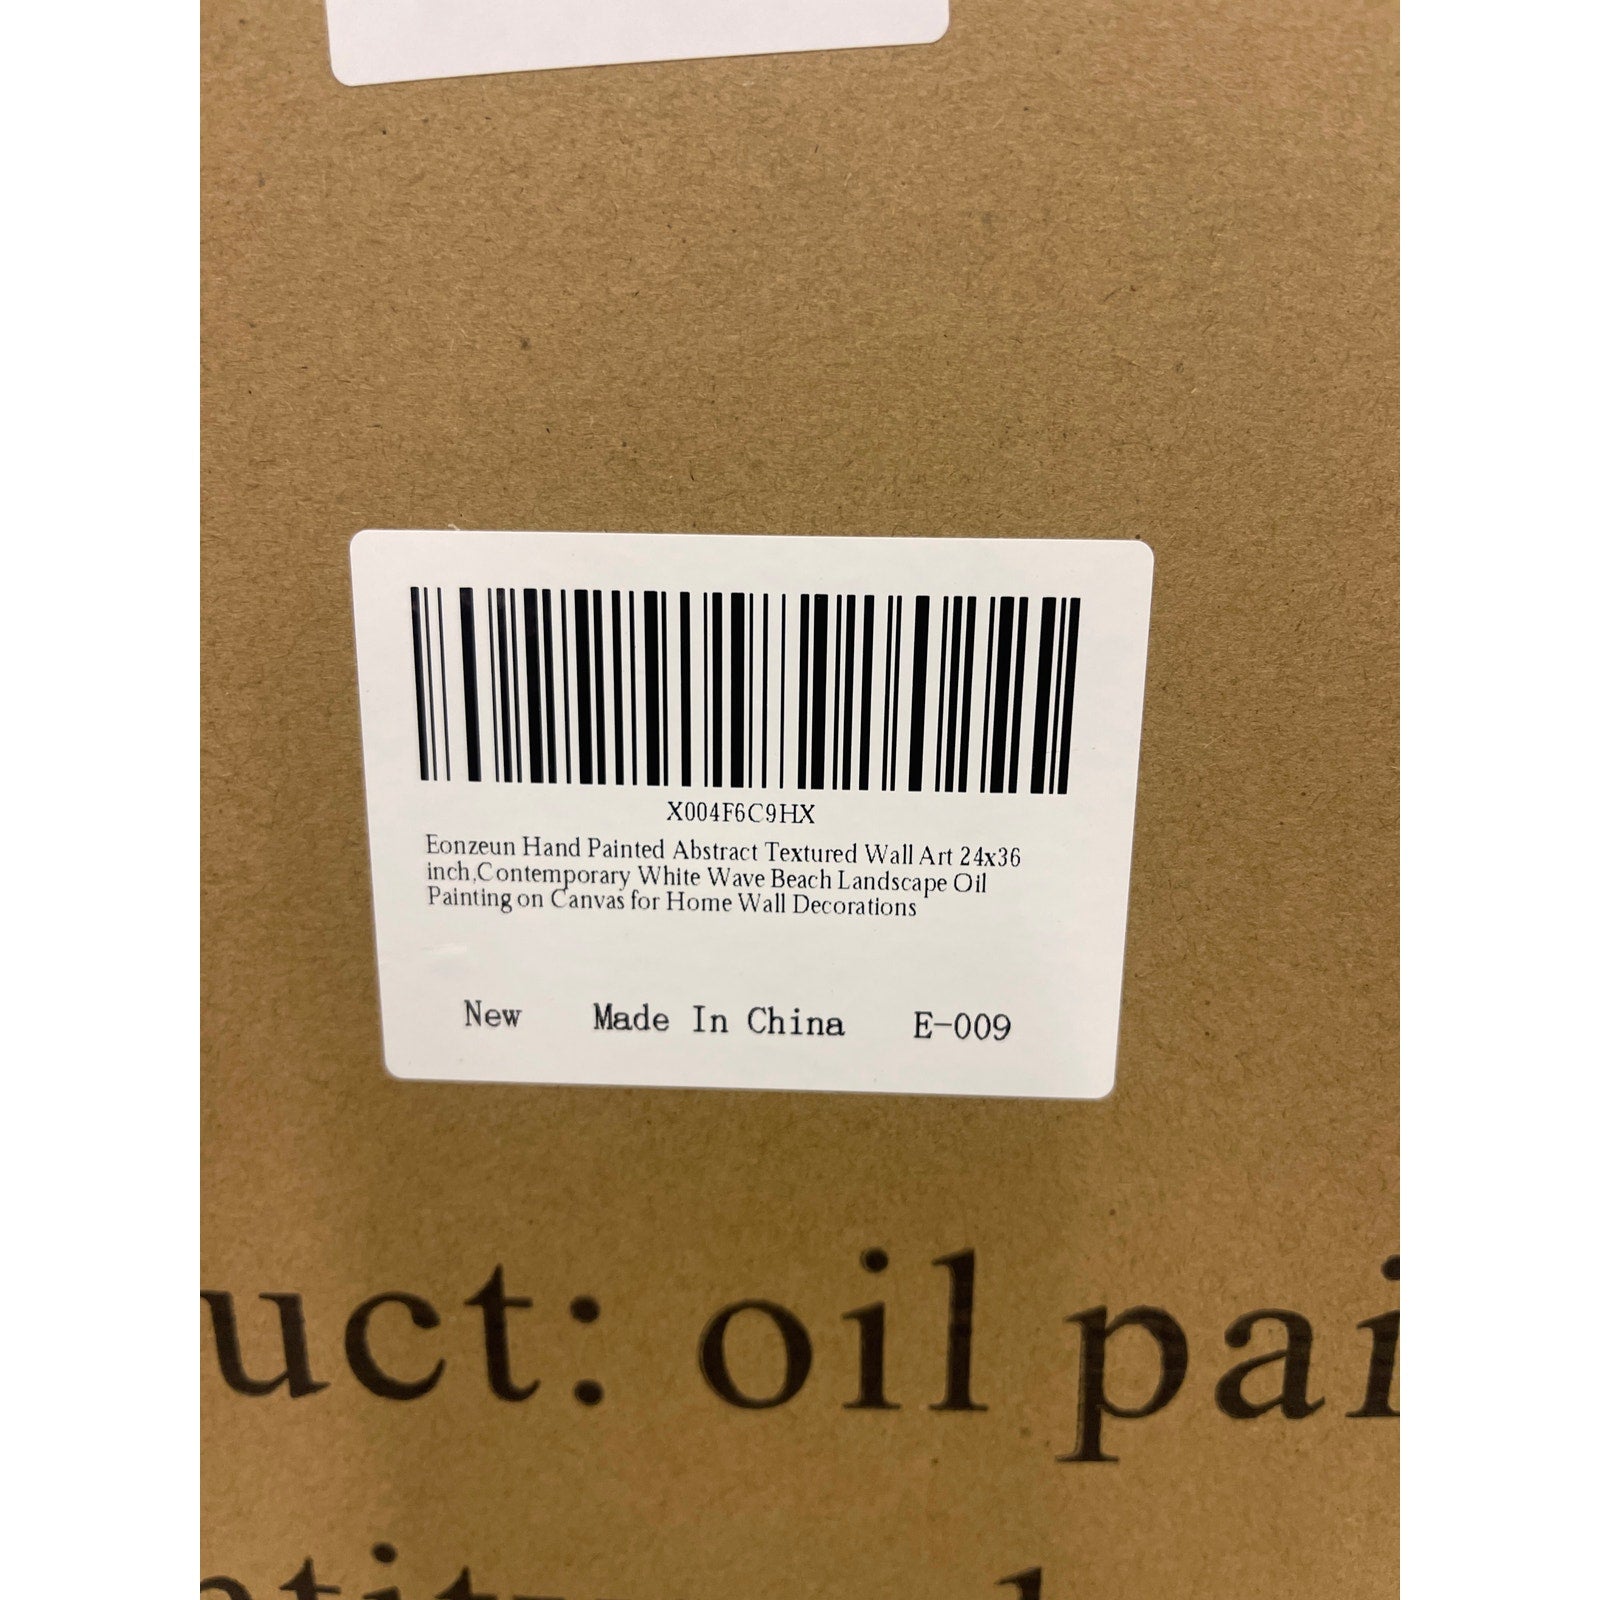 X004F6C9HX
Eonzeun Hand Painted Abstract Textured Wall Art 24x36
inch,Contemporary White Wave Beach Landscape Oil
Painting on Canvas for Home Wall Decorations
New Made In China E-009
uct: oil pai